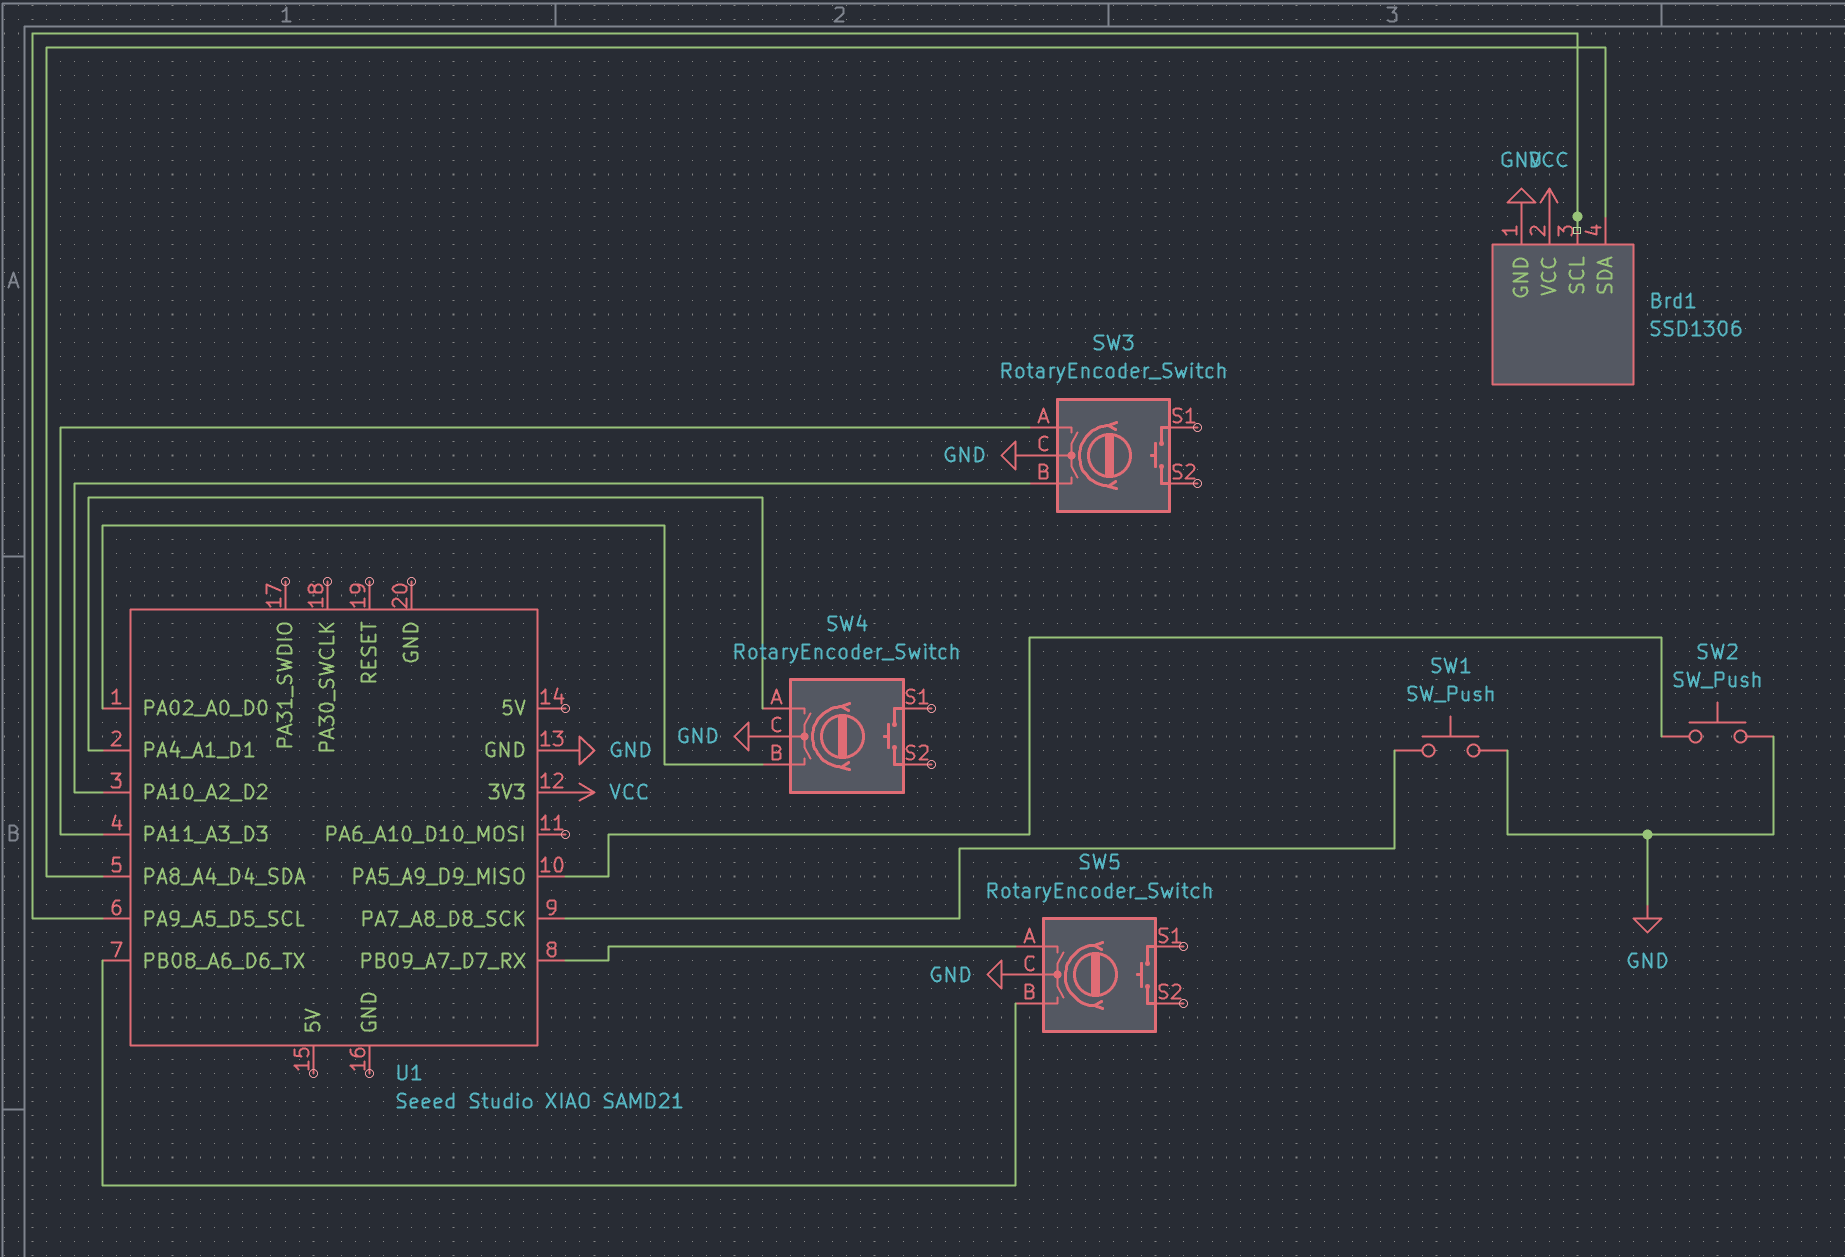 1 2 3
GND VCC
1 2 3 4
GND VCC SCL SDA
A
Brd1
SSD1306
SW3
RotaryEncoder_Switch
A S1
C
GND
B S2
17 18 19 20
PA31_SWDIO PA30_SWCLK RESET GND
SW4
RotaryEncoder_Switch
A S1
C
GND
B S2
SW1
SW_Push
SW2
SW_Push
1 PA02_A0_D0 5V 14
2 PA4_A1_D1 GND 13 GND
3 PA10_A2_D2 3V3 12 VCC
B
4 PA11_A3_D3 PA6_A10_D10_MOSI 11
5 PA8_A4_D4_SDA PA5_A9_D9_MISO 10
6 PA9_A5_D5_SCL PA7_A8_D8_SCK 9
7 PB08_A6_D6_TX PB09_A7_D7_RX 8
5V GND
15 16
U1
Seeed Studio XIAO SAMD21
SW5
RotaryEncoder_Switch
A S1
C
GND
B S2
GND